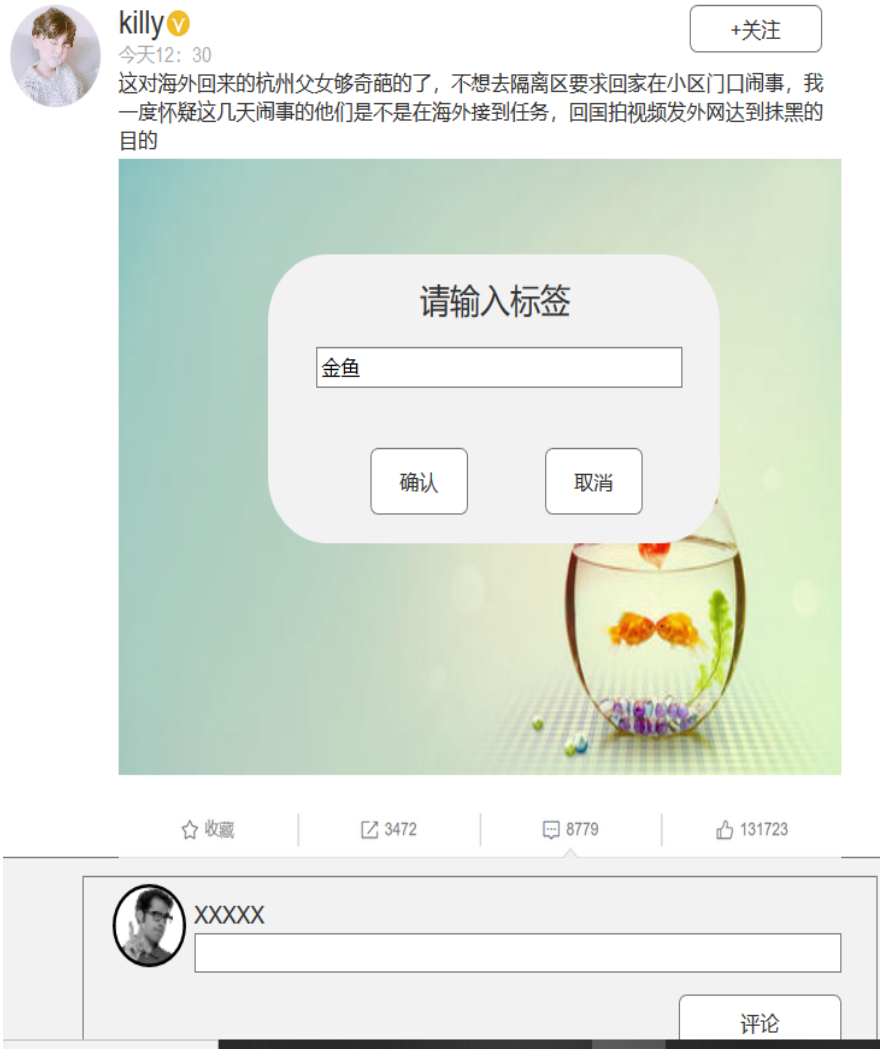 killy
+关注
今天12：30
这对海外回来的杭州父女够奇葩的了，不想去隔离区要求回家在小区门口闹事，我
一度怀疑这几天闹事的他们是不是在海外接到任务，回国拍视频发外网达到抹黑的
目的
请输入标签
金鱼
确认 取消
收藏 3472 8779 131723
XXXXX
评论